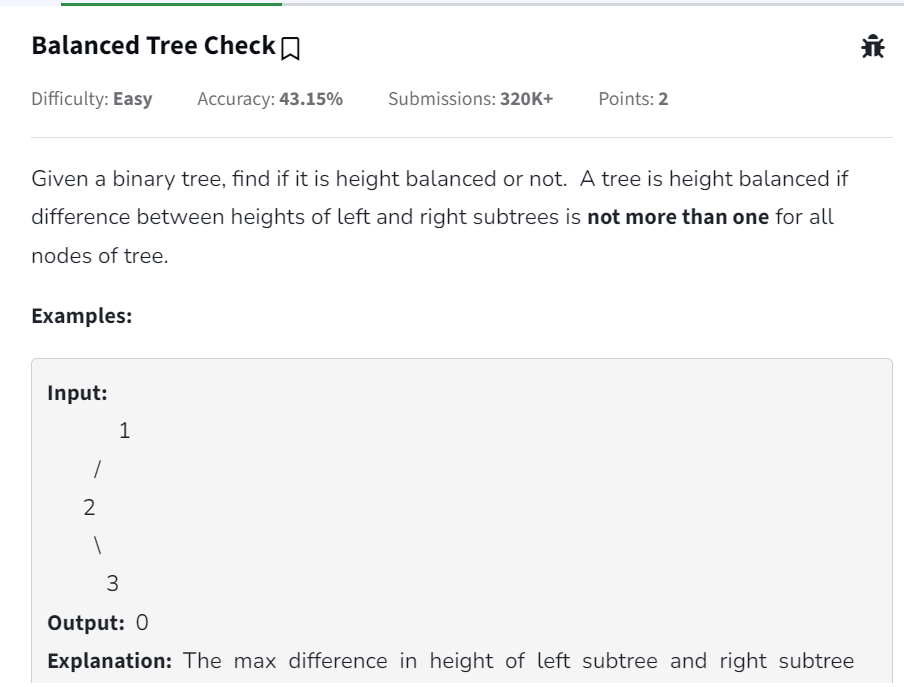 Balanced Tree Check
Difficulty: Easy Accuracy: 43.15% Submissions: 320K+ Points: 2
Given a binary tree, find if it is height balanced or not.  A tree is height balanced if
difference between heights of left and right subtrees is not more than one for all
nodes of tree.
Examples:
Input:
1
/
2
\
3
Output: 0
Explanation: The max difference in height of left subtree and right subtree